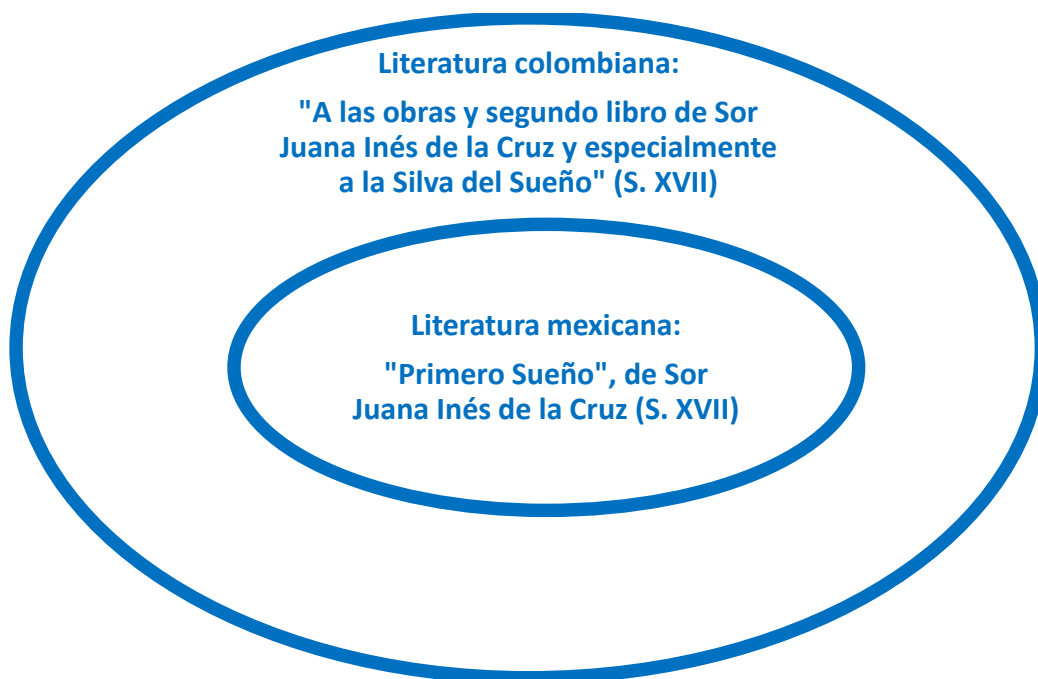 Literatura colombiana:
"A las obras y segundo libro de Sor
Juana Inés de la Cruz y especialmente
a la Silva del Sueño" (S. XVII)
Literatura mexicana:
"Primero Sueño", de Sor
Juana Inés de la Cruz (S. XVII)